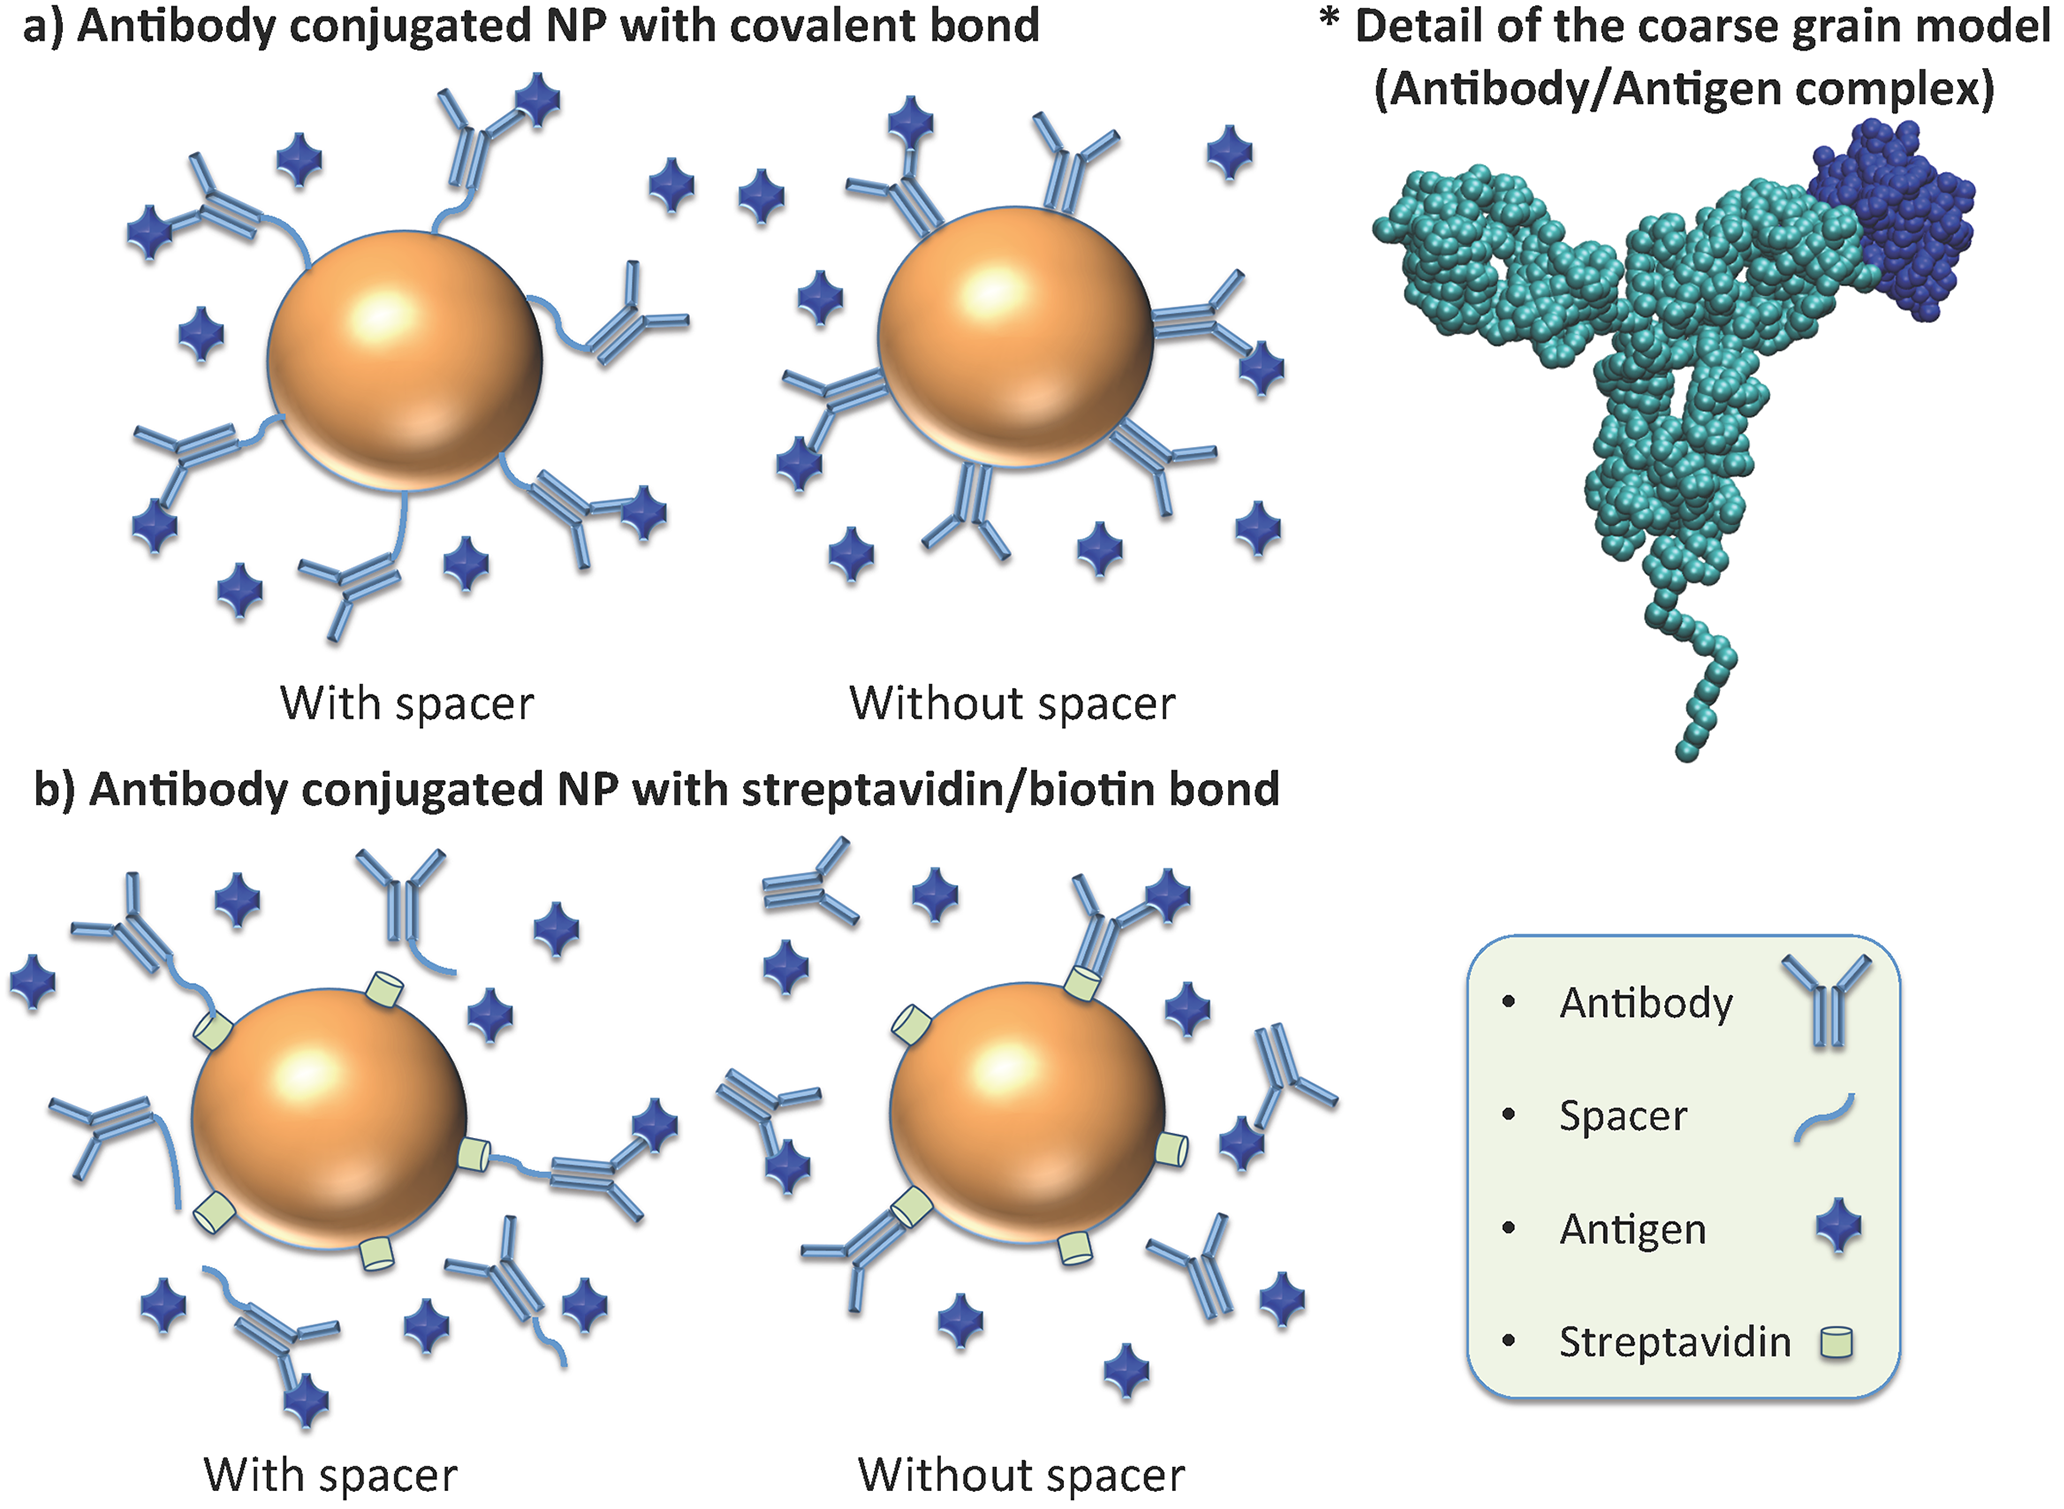 a) Antibody conjugated NP with covalent bond
* Detail of the coarse grain model
(Antibody/Antigen complex)
With spacer
Without spacer
b) Antibody conjugated NP with streptavidin/biotin bond
• Antibody
• Spacer
• Antigen
• Streptavidin
With spacer
Without spacer